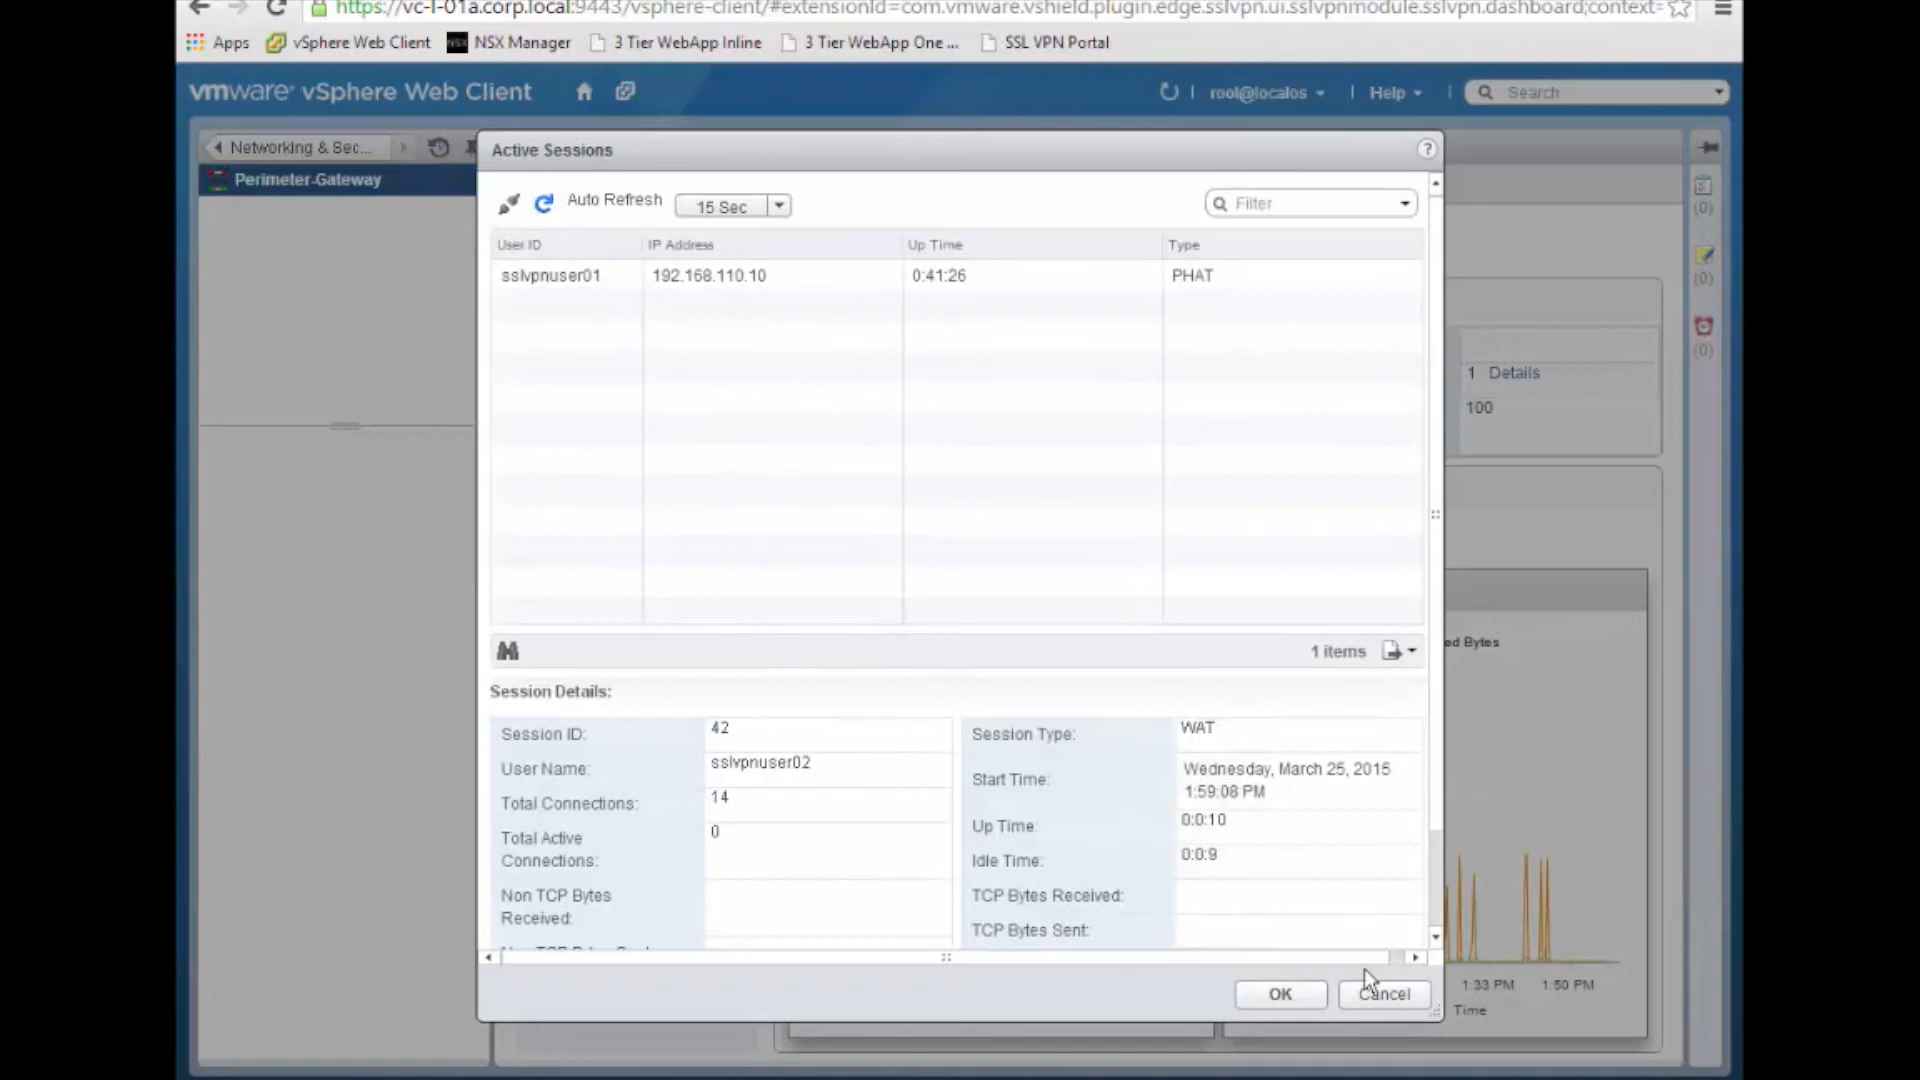 https://vc-l-01a.corp.local:9443/vsphere-client/#extensionId=com.vmware.vshield.plugin.edge.sslvpn.ui.sslvpnmodule.sslvpn.dashboard;context=
Apps vSphere Web Client NSX NSX Manager 3 Tier WebApp Inline 3 Tier WebApp One ... SSL VPN Portal
vmware® vSphere Web Client root@localos Help Search
Networking & Sec...
Perimeter-Gateway
Active Sessions ?
Auto Refresh 15 Sec Filter
User ID IP Address Up Time Type
sslvpnuser01 192.168.110.10 0:41:26 PHAT
1 items
Session Details:
Session ID: 42
User Name: sslvpnuser02
Total Connections: 14
Total Active
Connections: 0
Non TCP Bytes
Received:
Session Type: WAT
Start Time: Wednesday, March 25, 2015
1:59:08 PM
Up Time: 0:0:10
Idle Time: 0:0:9
TCP Bytes Received:
TCP Bytes Sent:
OK Cancel
(0)
(0)
(0)
1 Details
100
Bytes
1:33 PM 1:50 PM
Time